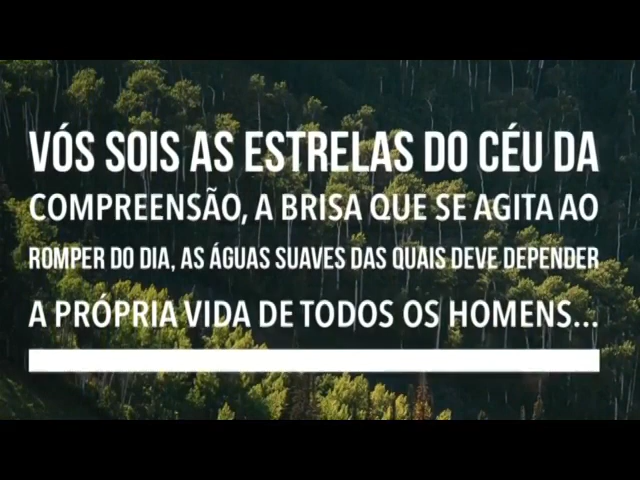 VÓS SOIS AS ESTRELAS DO CÉU DA
COMPREENSÃO, A BRISA QUE SE AGITA AO
ROMPER DO DIA, AS ÁGUAS SUAVES DAS QUAIS DEVE DEPENDER
A PRÓPRIA VIDA DE TODOS OS HOMENS...